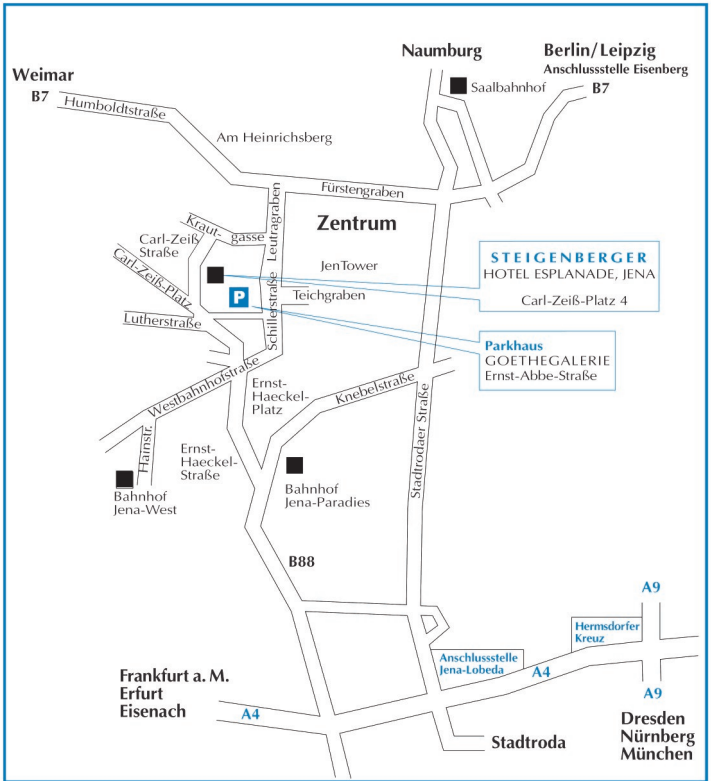 Naumburg
Berlin/Leipzig
Anschlussstelle Eisenberg
B7
Saalbahnhof
Weimar
B7
Humboldtstraße
Am Heinrichsberg
Fürstengraben
Leutragraben
Zentrum
Kraut-
gasse
Carl-Zeiß
Straße
Carl-Zeiß-Platz
JenTower
Teichgraben
P
Schillerstraße
Lutherstraße
STEIGENBERGER
HOTEL ESPLANADE, JENA
Carl-Zeiß-Platz 4
Parkhaus
GOETHEGALERIE
Ernst-Abbe-Straße
Westbahnhofstraße
Ernst-
Haeckel-
Platz
Knebelstraße
Stadtrodaer Straße
Hainstr.
Ernst-
Haeckel-
Straße
Bahnhof
Jena-West
Bahnhof
Jena-Paradies
B88
A9
Hermsdorfer
Kreuz
Anschlussstelle
Jena-Lobeda
A4
A9
Frankfurt a. M.
Erfurt
Eisenach
A4
Stadtroda
Dresden
Nürnberg
München